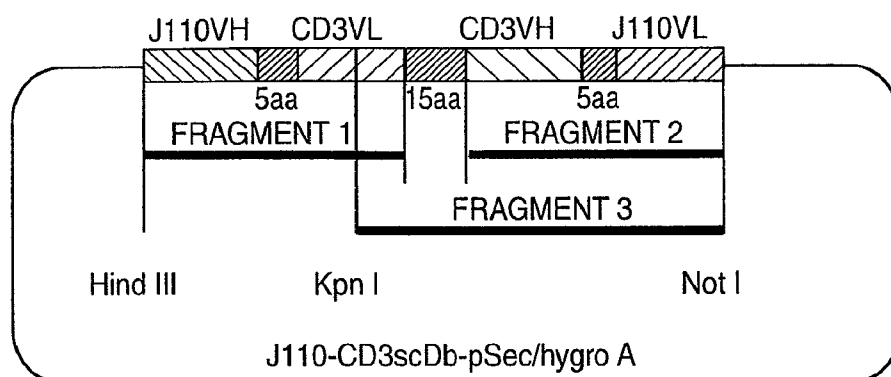 J110VH CD3VL CD3VH J110VL
5aa 15aa 5aa
FRAGMENT 1 FRAGMENT 2
FRAGMENT 3
Hind III Kpn I Not I
J110-CD3scDb-pSec/hygro A